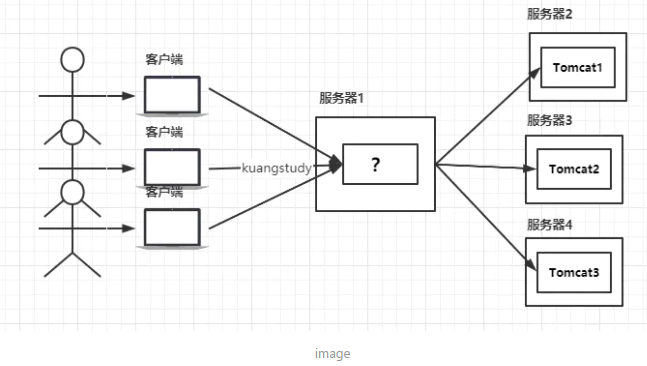 服务器2
Tomcat1
客户端
服务器1
客户端
服务器3
?
kuangstudy
Tomcat2
客户端
服务器4
Tomcat3
image